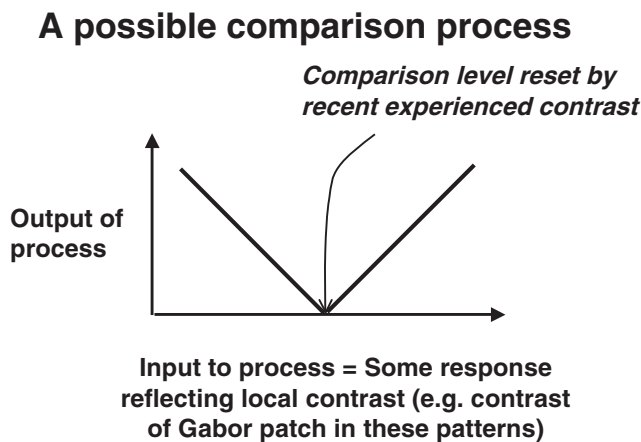 A possible comparison process
Comparison level reset by
recent experienced contrast
Output of
process
Input to process = Some response
reflecting local contrast (e.g. contrast
of Gabor patch in these patterns)